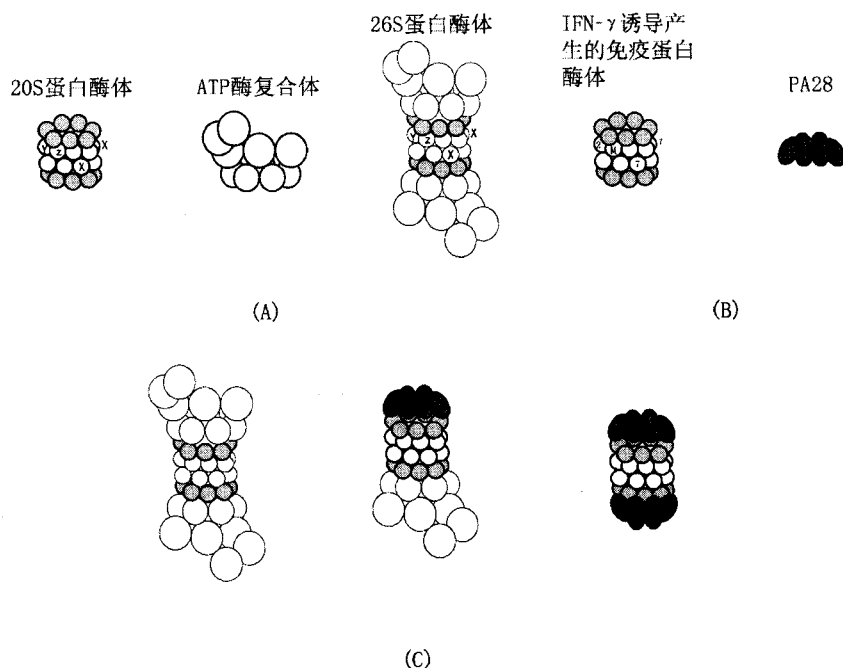 26S蛋白酶体
IFN-γ诱导产
生的免疫蛋白
酶体
20S蛋白酶体
ATP酶复合体
PA28
X
Y
Z
X
Y
Z
X
X
M
7
(A)
(B)
(C)